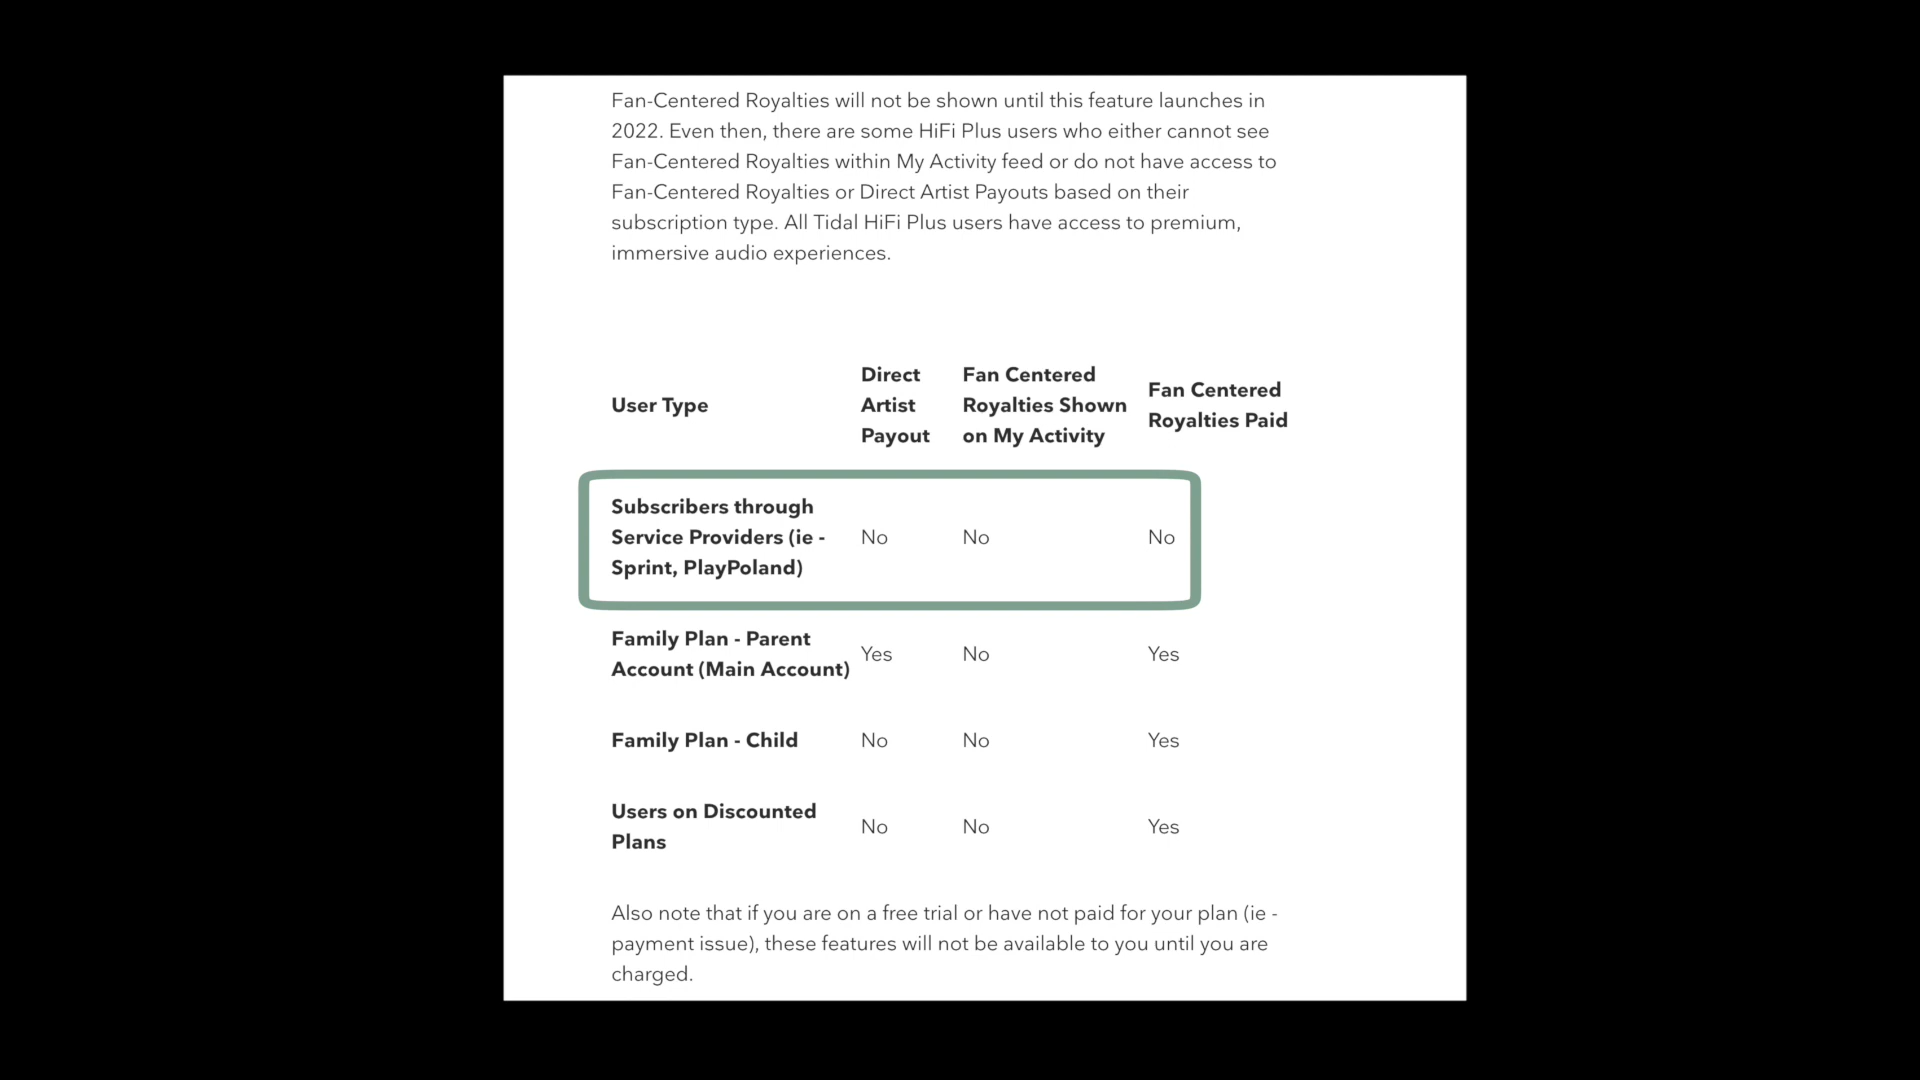 Fan-Centered Royalties will not be shown until this feature launches in
2022. Even then, there are some HiFi Plus users who either cannot see
Fan-Centered Royalties within My Activity feed or do not have access to
Fan-Centered Royalties or Direct Artist Payouts based on their
subscription type. All Tidal HiFi Plus users have access to premium,
immersive audio experiences.
User Type
Direct
Artist
Payout
Fan Centered
Royalties Shown
on My Activity
Fan Centered
Royalties Paid
Subscribers through
Service Providers (ie -
Sprint, PlayPoland)
No
No
No
Family Plan - Parent
Account (Main Account)
Yes
No
Yes
Family Plan - Child
No
No
Yes
Users on Discounted
Plans
No
No
Yes
Also note that if you are on a free trial or have not paid for your plan (ie -
payment issue), these features will not be available to you until you are
charged.